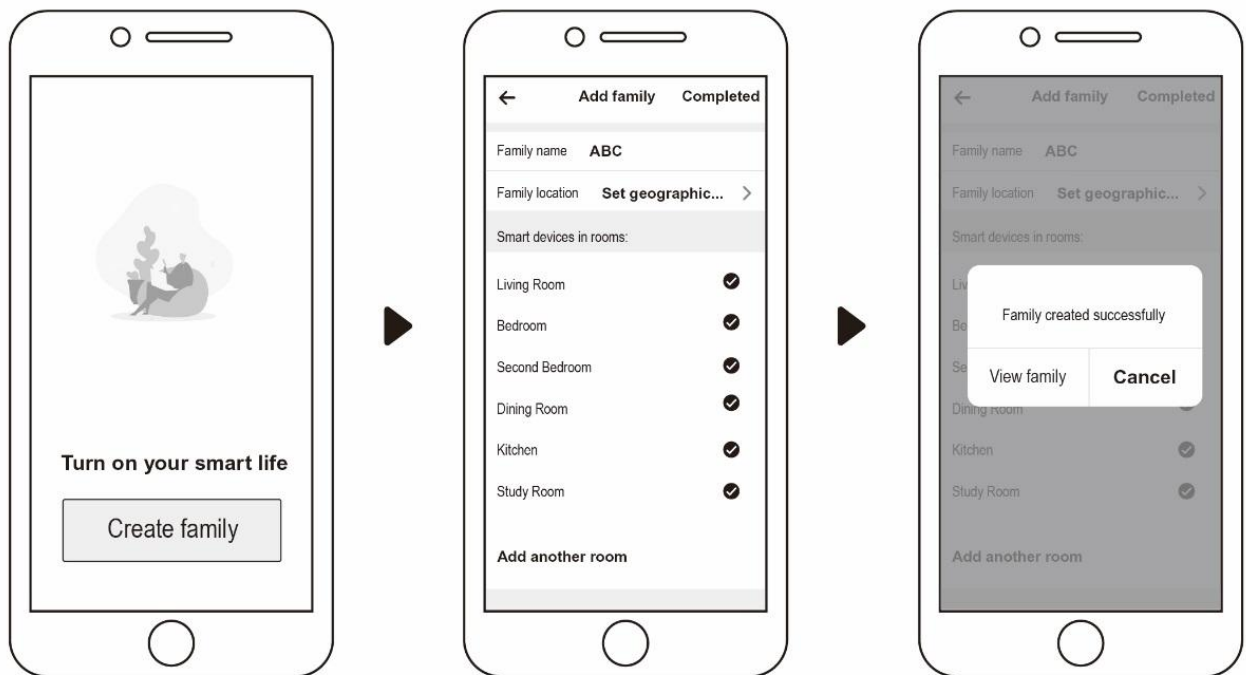 Turn on your smart life
Create family
Add family Completed
Family name ABC
Family location Set geographic...
Smart devices in rooms:
Living Room
Bedroom
Second Bedroom
Dining Room
Kitchen
Study Room
Add another room
Add family Completed
Family name ABC
Family location Set geographic...
Smart devices in rooms:
Liv
Family created successfully
Be
Se
View family Cancel
Dining Room
Kitchen
Study Room
Add another room